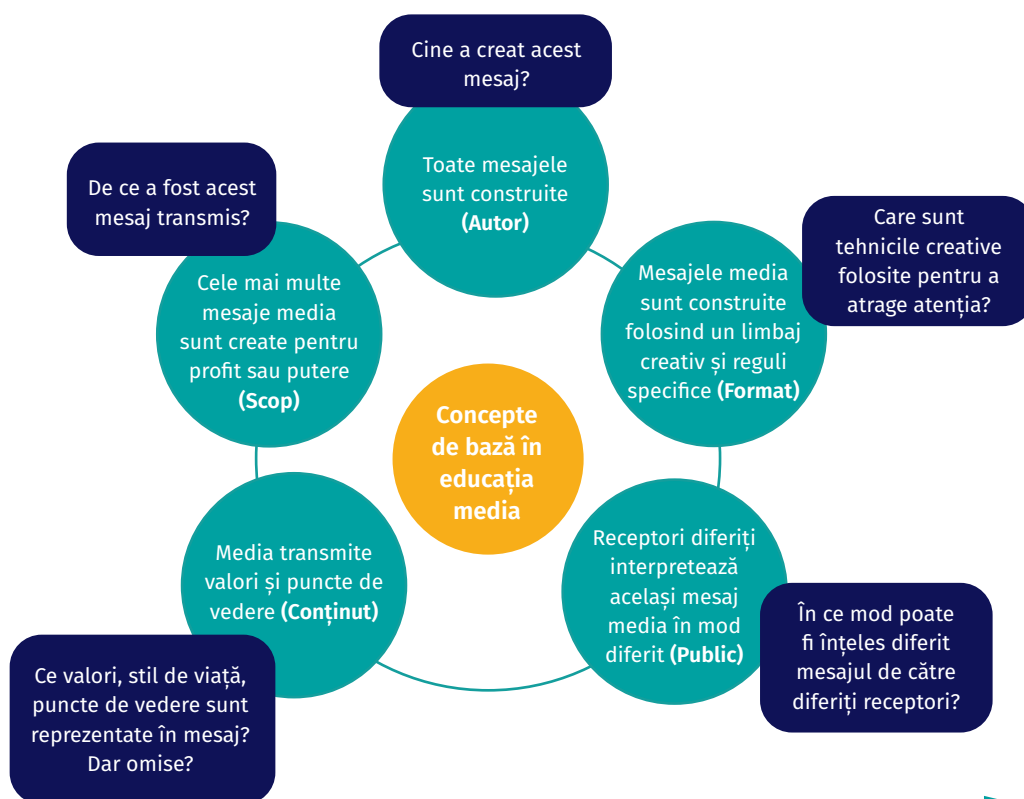 Cine a creat acest
mesaj?
Toate mesajele
sunt construite
(Autor)
Care sunt
tehnicile creative
folosite pentru a
atrage atenția?
Mesajele media
sunt construite
folosind un limbaj
creativ și reguli
specifice (Format)
În ce mod poate
fi înțeles diferit
mesajul de către
diferiți receptori?
Receptori diferiți
interpretează
același mesaj
media în mod
diferit (Public)
Ce valori, stil de viață,
puncte de vedere sunt
reprezentate în mesaj?
Dar omise?
Media transmite
valori și puncte de
vedere (Conținut)
De ce a fost acest
mesaj transmis?
Cele mai multe
mesaje media
sunt create pentru
profit sau putere
(Scop)
Concepte
de bază în
educația
media